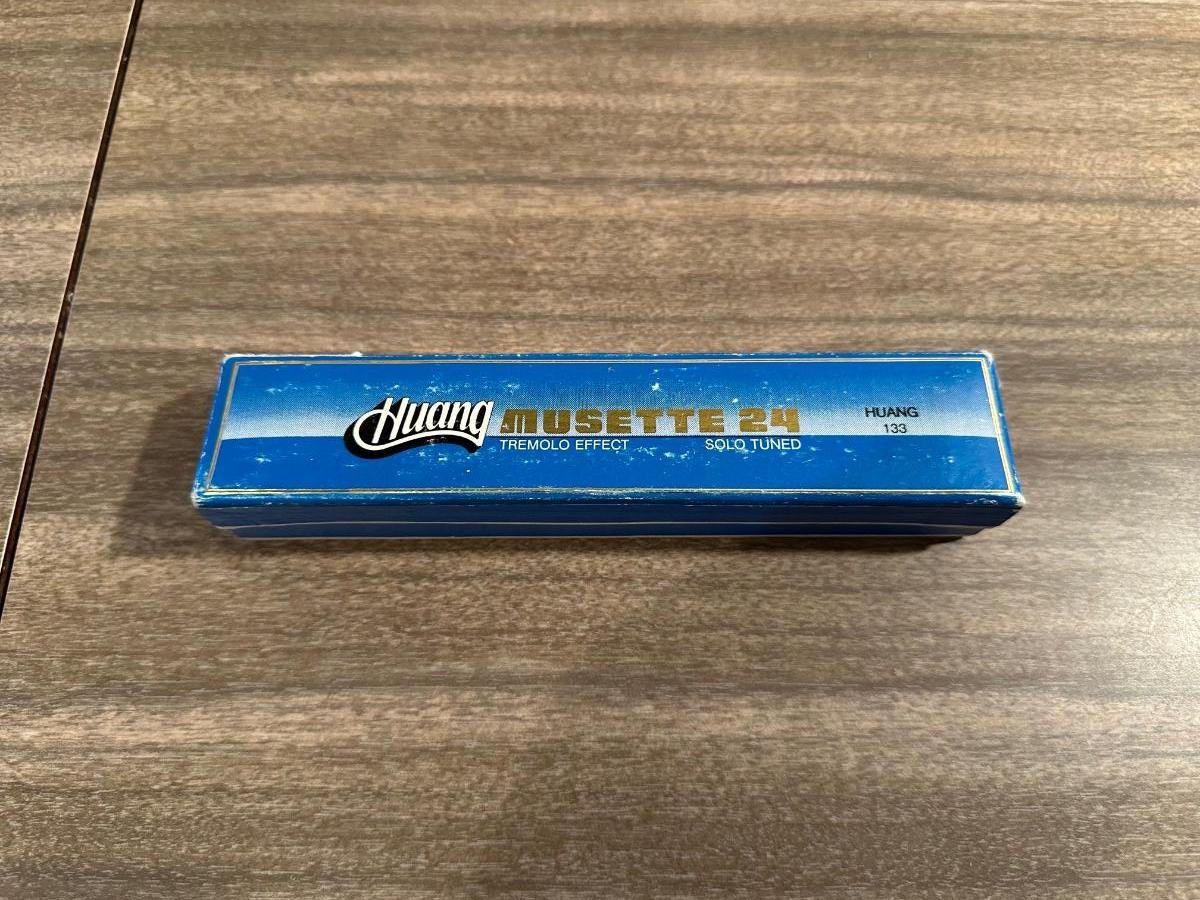 Huang MUSETTE 24
TREMOLO EFFECT SOLO TUNED
HUANG
133